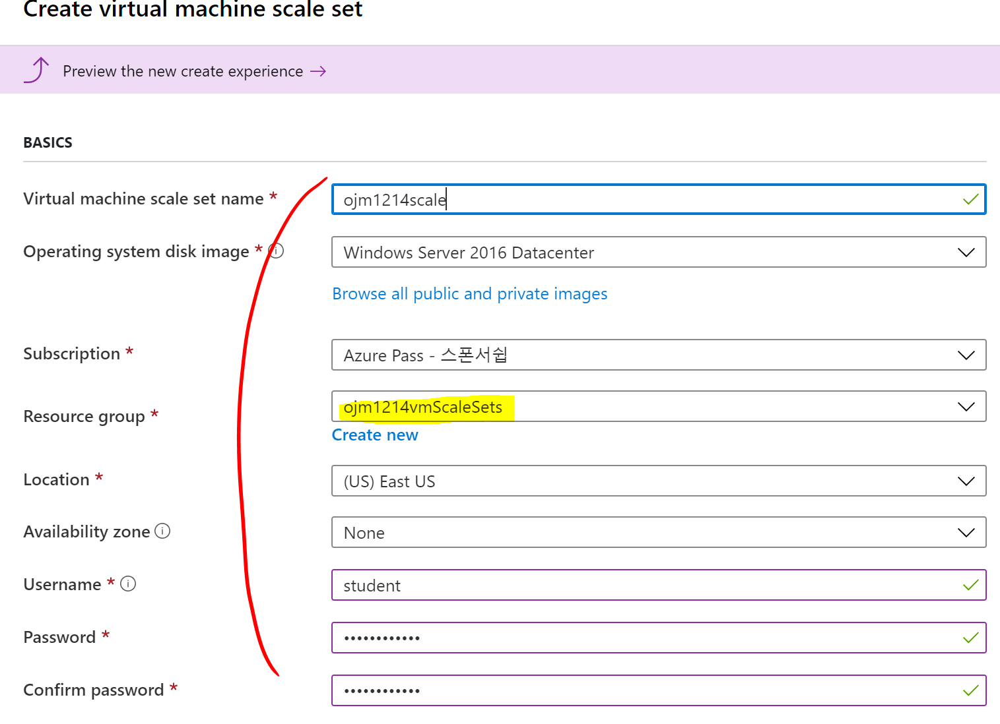 Create virtual machine scale set
Preview the new create experience →
BASICS
Virtual machine scale set name * ojm1214scale
Operating system disk image * Windows Server 2016 Datacenter
Browse all public and private images
Subscription * Azure Pass - 스폰서쉽
Resource group * ojm1214vmScaleSets
Create new
Location * (US) East US
Availability zone None
Username * student
Password * ••••••••••••
Confirm password * ••••••••••••